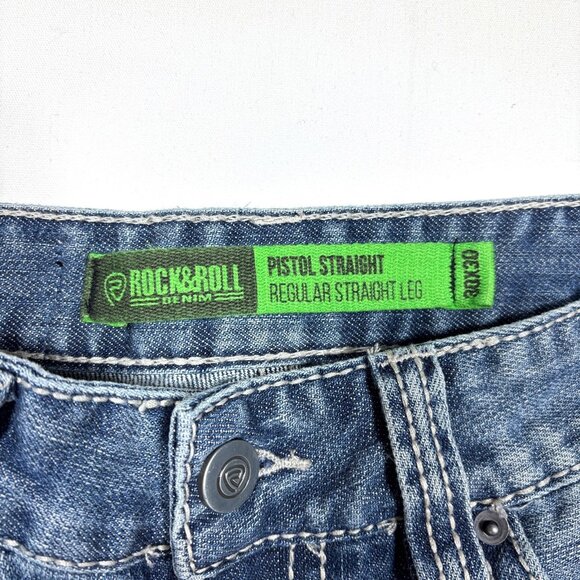 ROCK&ROLL
DENIM
PISTOL STRAIGHT
REGULAR STRAIGHT LEG
30X30